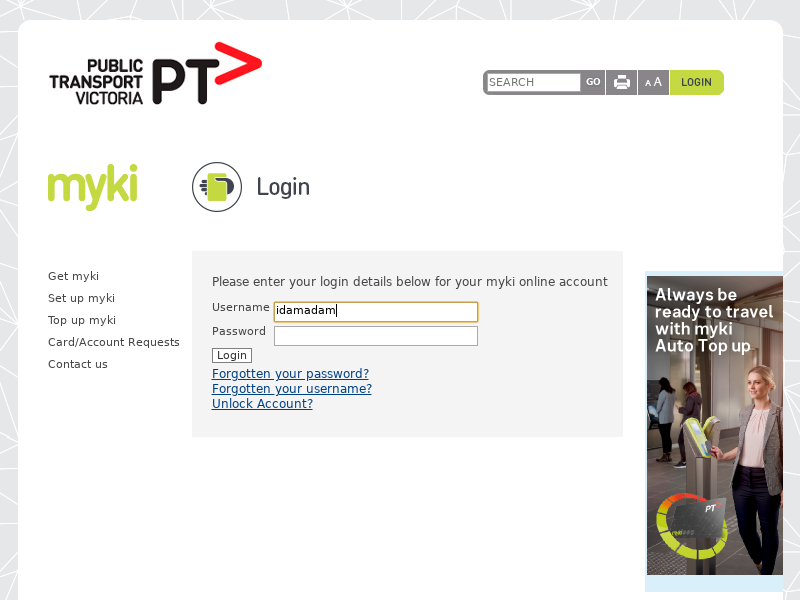 PUBLIC
TRANSPORT
VICTORIA
PT
SEARCH
GO
A A
LOGIN
myki
Login
Get myki
Set up myki
Top up myki
Card/Account Requests
Contact us
Please enter your login details below for your myki online account
Username
idamadam
Password
Login
Forgotten your password?
Forgotten your username?
Unlock Account?
Always be
ready to travel
with myki
Auto Top up
PT